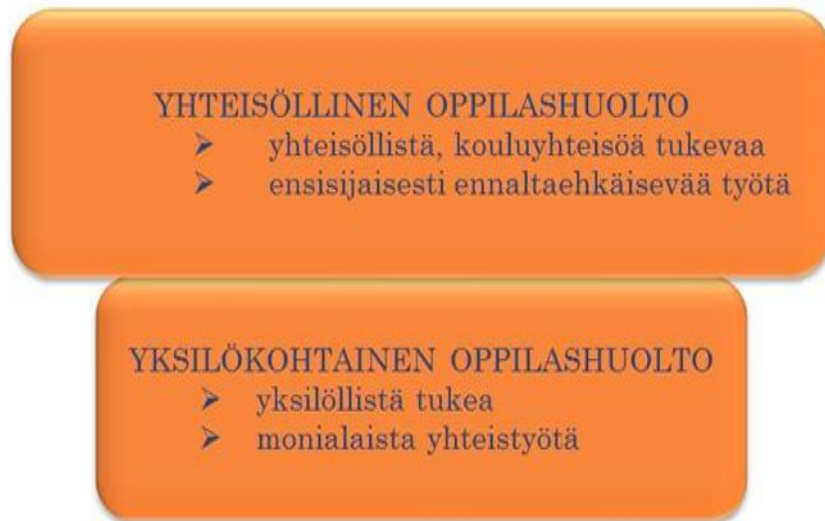 YHTEISÖLLINEN OPPILASHUOLTO
➢ yhteisöllistä, kouluyhteisöä tukevaa
➢ ensisijaisesti ennaltaehkäisevää työtä
YKSILÖKOHTAINEN OPPILASHUOLTO
➢ yksilöllistä tukea
➢ monialaista yhteistyötä